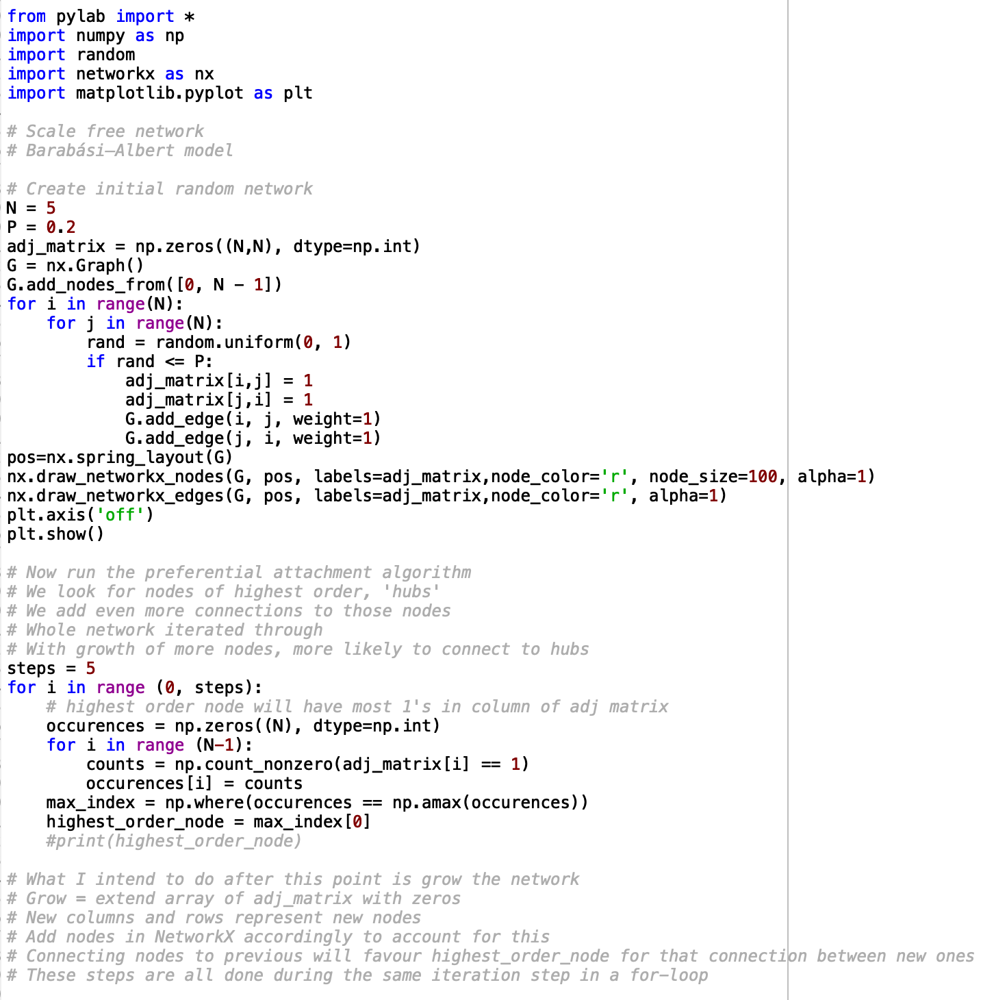 from pylab import *
import numpy as np
import random
import networkx as nx
import matplotlib.pyplot as plt

# Scale free network
# Barabási–Albert model

# Create initial random network
N = 5
P = 0.2
adj_matrix = np.zeros((N,N), dtype=np.int)
G = nx.Graph()
G.add_nodes_from([0, N - 1])
for i in range(N):
    for j in range(N):
        rand = random.uniform(0, 1)
        if rand <= P:
            adj_matrix[i,j] = 1
            adj_matrix[j,i] = 1
            G.add_edge(i, j, weight=1)
            G.add_edge(j, i, weight=1)
pos=nx.spring_layout(G)
nx.draw_networkx_nodes(G, pos, labels=adj_matrix,node_color='r', node_size=100, alpha=1)
nx.draw_networkx_edges(G, pos, labels=adj_matrix,node_color='r', alpha=1)
plt.axis('off')
plt.show()

# Now run the preferential attachment algorithm
# We look for nodes of highest order, 'hubs'
# We add even more connections to those nodes
# Whole network iterated through
# With growth of more nodes, more likely to connect to hubs
steps = 5
for i in range (0, steps):
    # highest order node will have most 1's in column of adj matrix
    occurences = np.zeros((N), dtype=np.int)
    for i in range (N-1):
        counts = np.count_nonzero(adj_matrix[i] == 1)
        occurences[i] = counts
    max_index = np.where(occurences == np.amax(occurences))
    highest_order_node = max_index[0]
    #print(highest_order_node)

# What I intend to do after this point is grow the network
# Grow = extend array of adj_matrix with zeros
# New columns and rows represent new nodes
# Add nodes in NetworkX accordingly to account for this
# Connecting nodes to previous will favour highest_order_node for that connection between new ones
# These steps are all done during the same iteration step in a for-loop